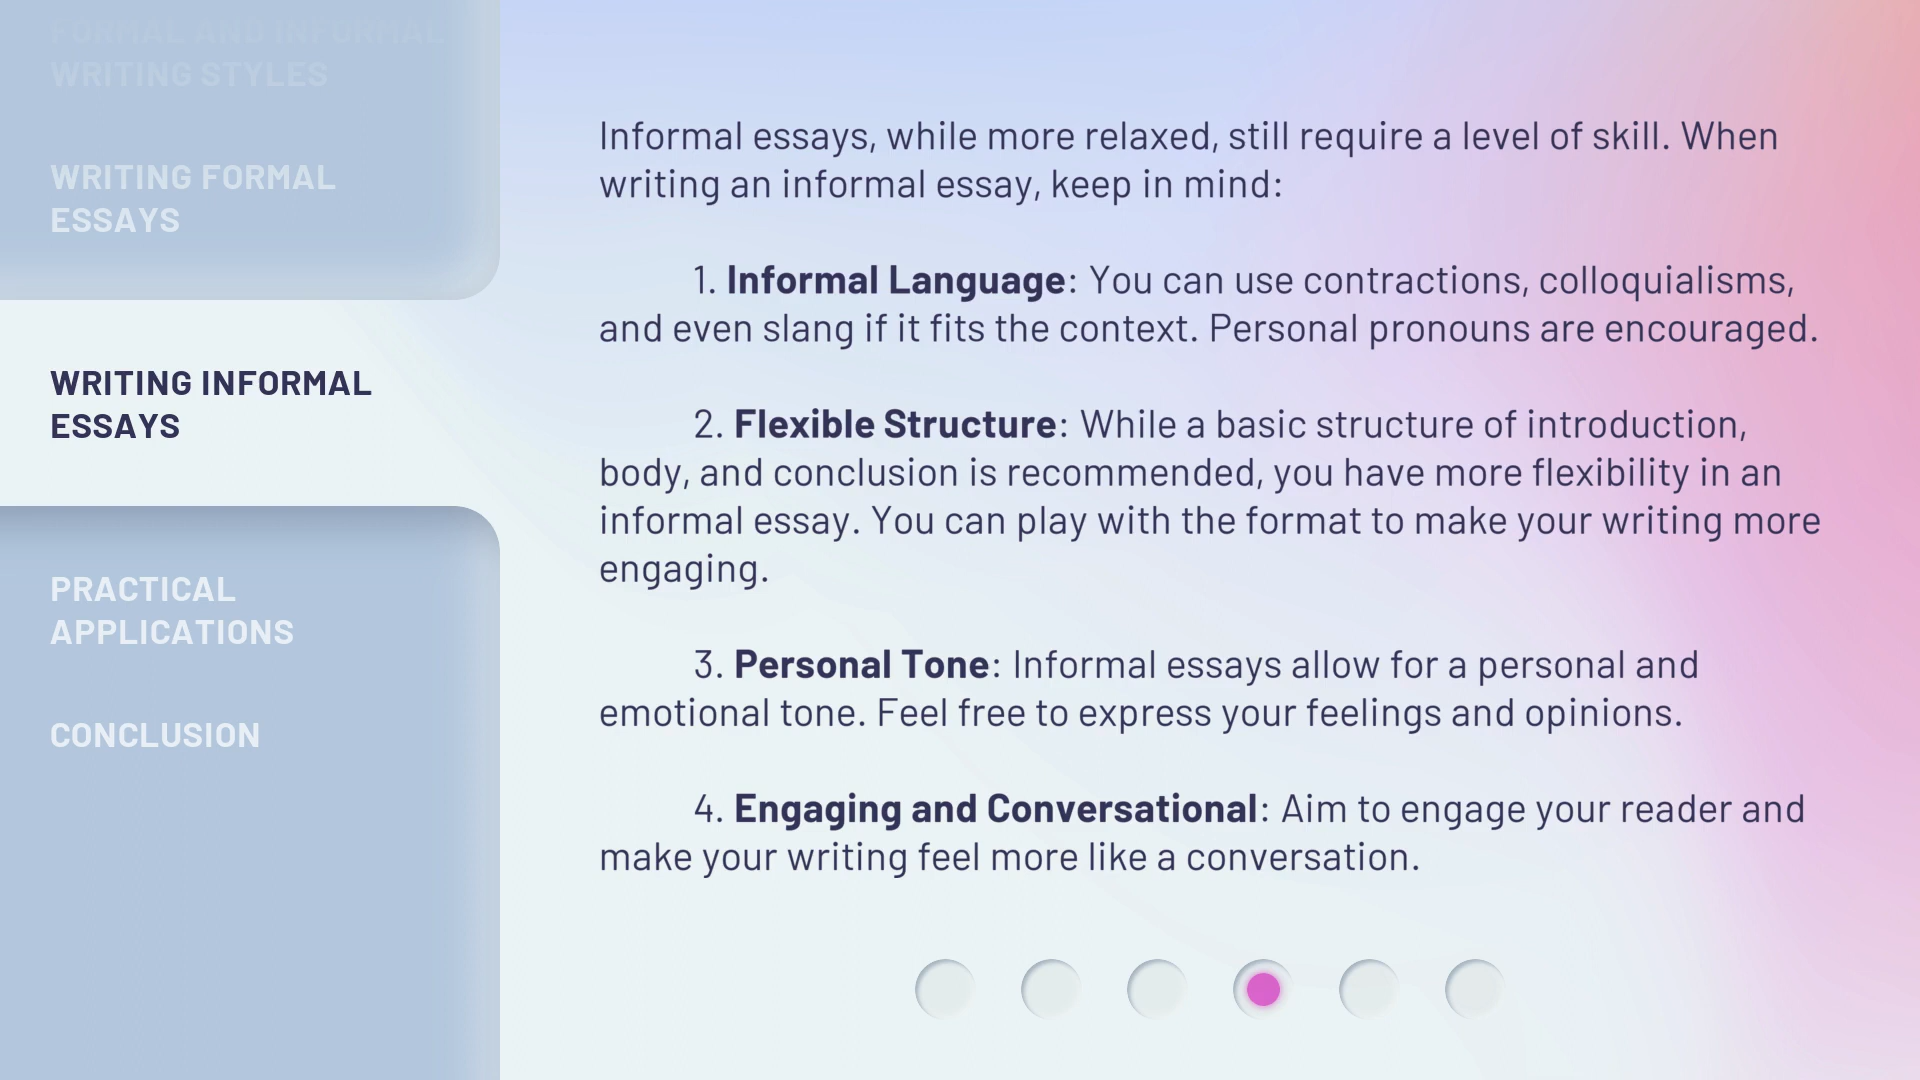 FORMAL AND INFORMAL
WRITING STYLES
WRITING FORMAL
ESSAYS
WRITING INFORMAL
ESSAYS
PRACTICAL
APPLICATIONS
CONCLUSION
Informal essays, while more relaxed, still require a level of skill. When
writing an informal essay, keep in mind:
1. Informal Language: You can use contractions, colloquialisms,
and even slang if it fits the context. Personal pronouns are encouraged.
2. Flexible Structure: While a basic structure of introduction,
body, and conclusion is recommended, you have more flexibility in an
informal essay. You can play with the format to make your writing more
engaging.
3. Personal Tone: Informal essays allow for a personal and
emotional tone. Feel free to express your feelings and opinions.
4. Engaging and Conversational: Aim to engage your reader and
make your writing feel more like a conversation.